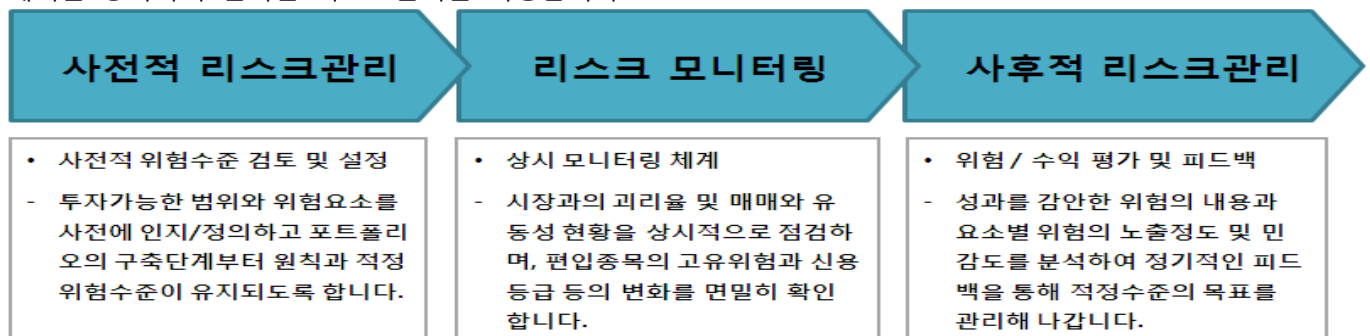 사전적 리스크관리
리스크 모니터링
사후적 리스크관리
• 사전적 위험수준 검토 및 설정
- 투자가능한 범위와 위험요소를
사전에 인지/정의하고 포트폴리
오의 구축단계부터 원칙과 적정
위험수준이 유지되도록 합니다.
• 상시 모니터링 체계
- 시장과의 괴리율 및 매매와 유
동성 현황을 상시적으로 점검하
며, 편입종목의 고유위험과 신용
등급 등의 변화를 면밀히 확인
합니다.
• 위험 / 수익 평가 및 피드백
- 성과를 감안한 위험의 내용과
요소별 위험의 노출정도 및 민
감도를 분석하여 정기적인 피드
백을 통해 적정수준의 목표를
관리해 나갑니다.